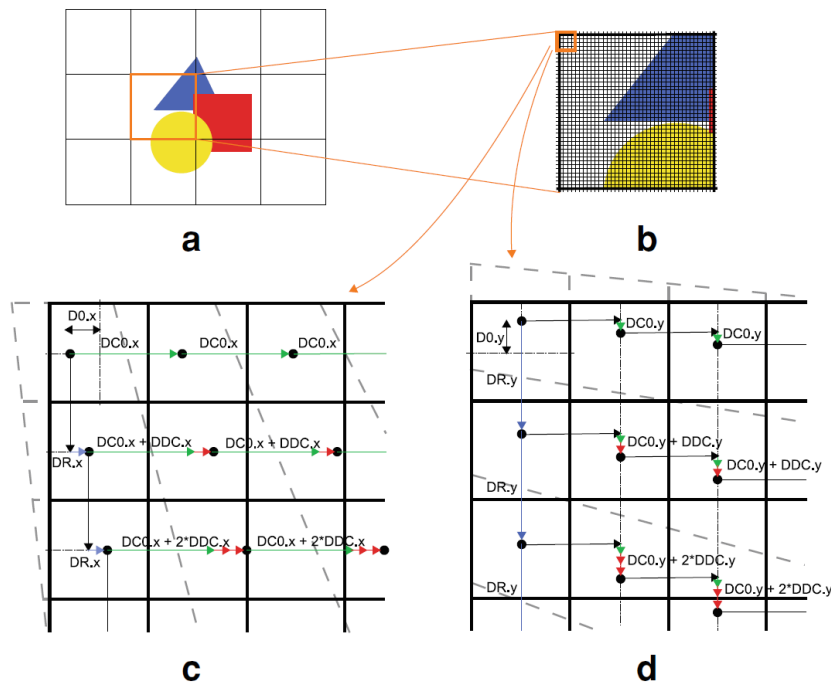 a
b
D0.x
DC0.x
DC0.x
DC0.x
DC0.x + DDC.x
DC0.x + DDC.x
DR.x
DC0.x + 2*DDC.x
DC0.x + 2*DDC.x
DR.x
c
D0.y
DC0.y
DC0.y
DR.y
DC0.y + DDC.y
DC0.y + DDC.y
DR.y
DC0.y + 2*DDC.y
DR.y
DC0.y + 2*DDC.y
d